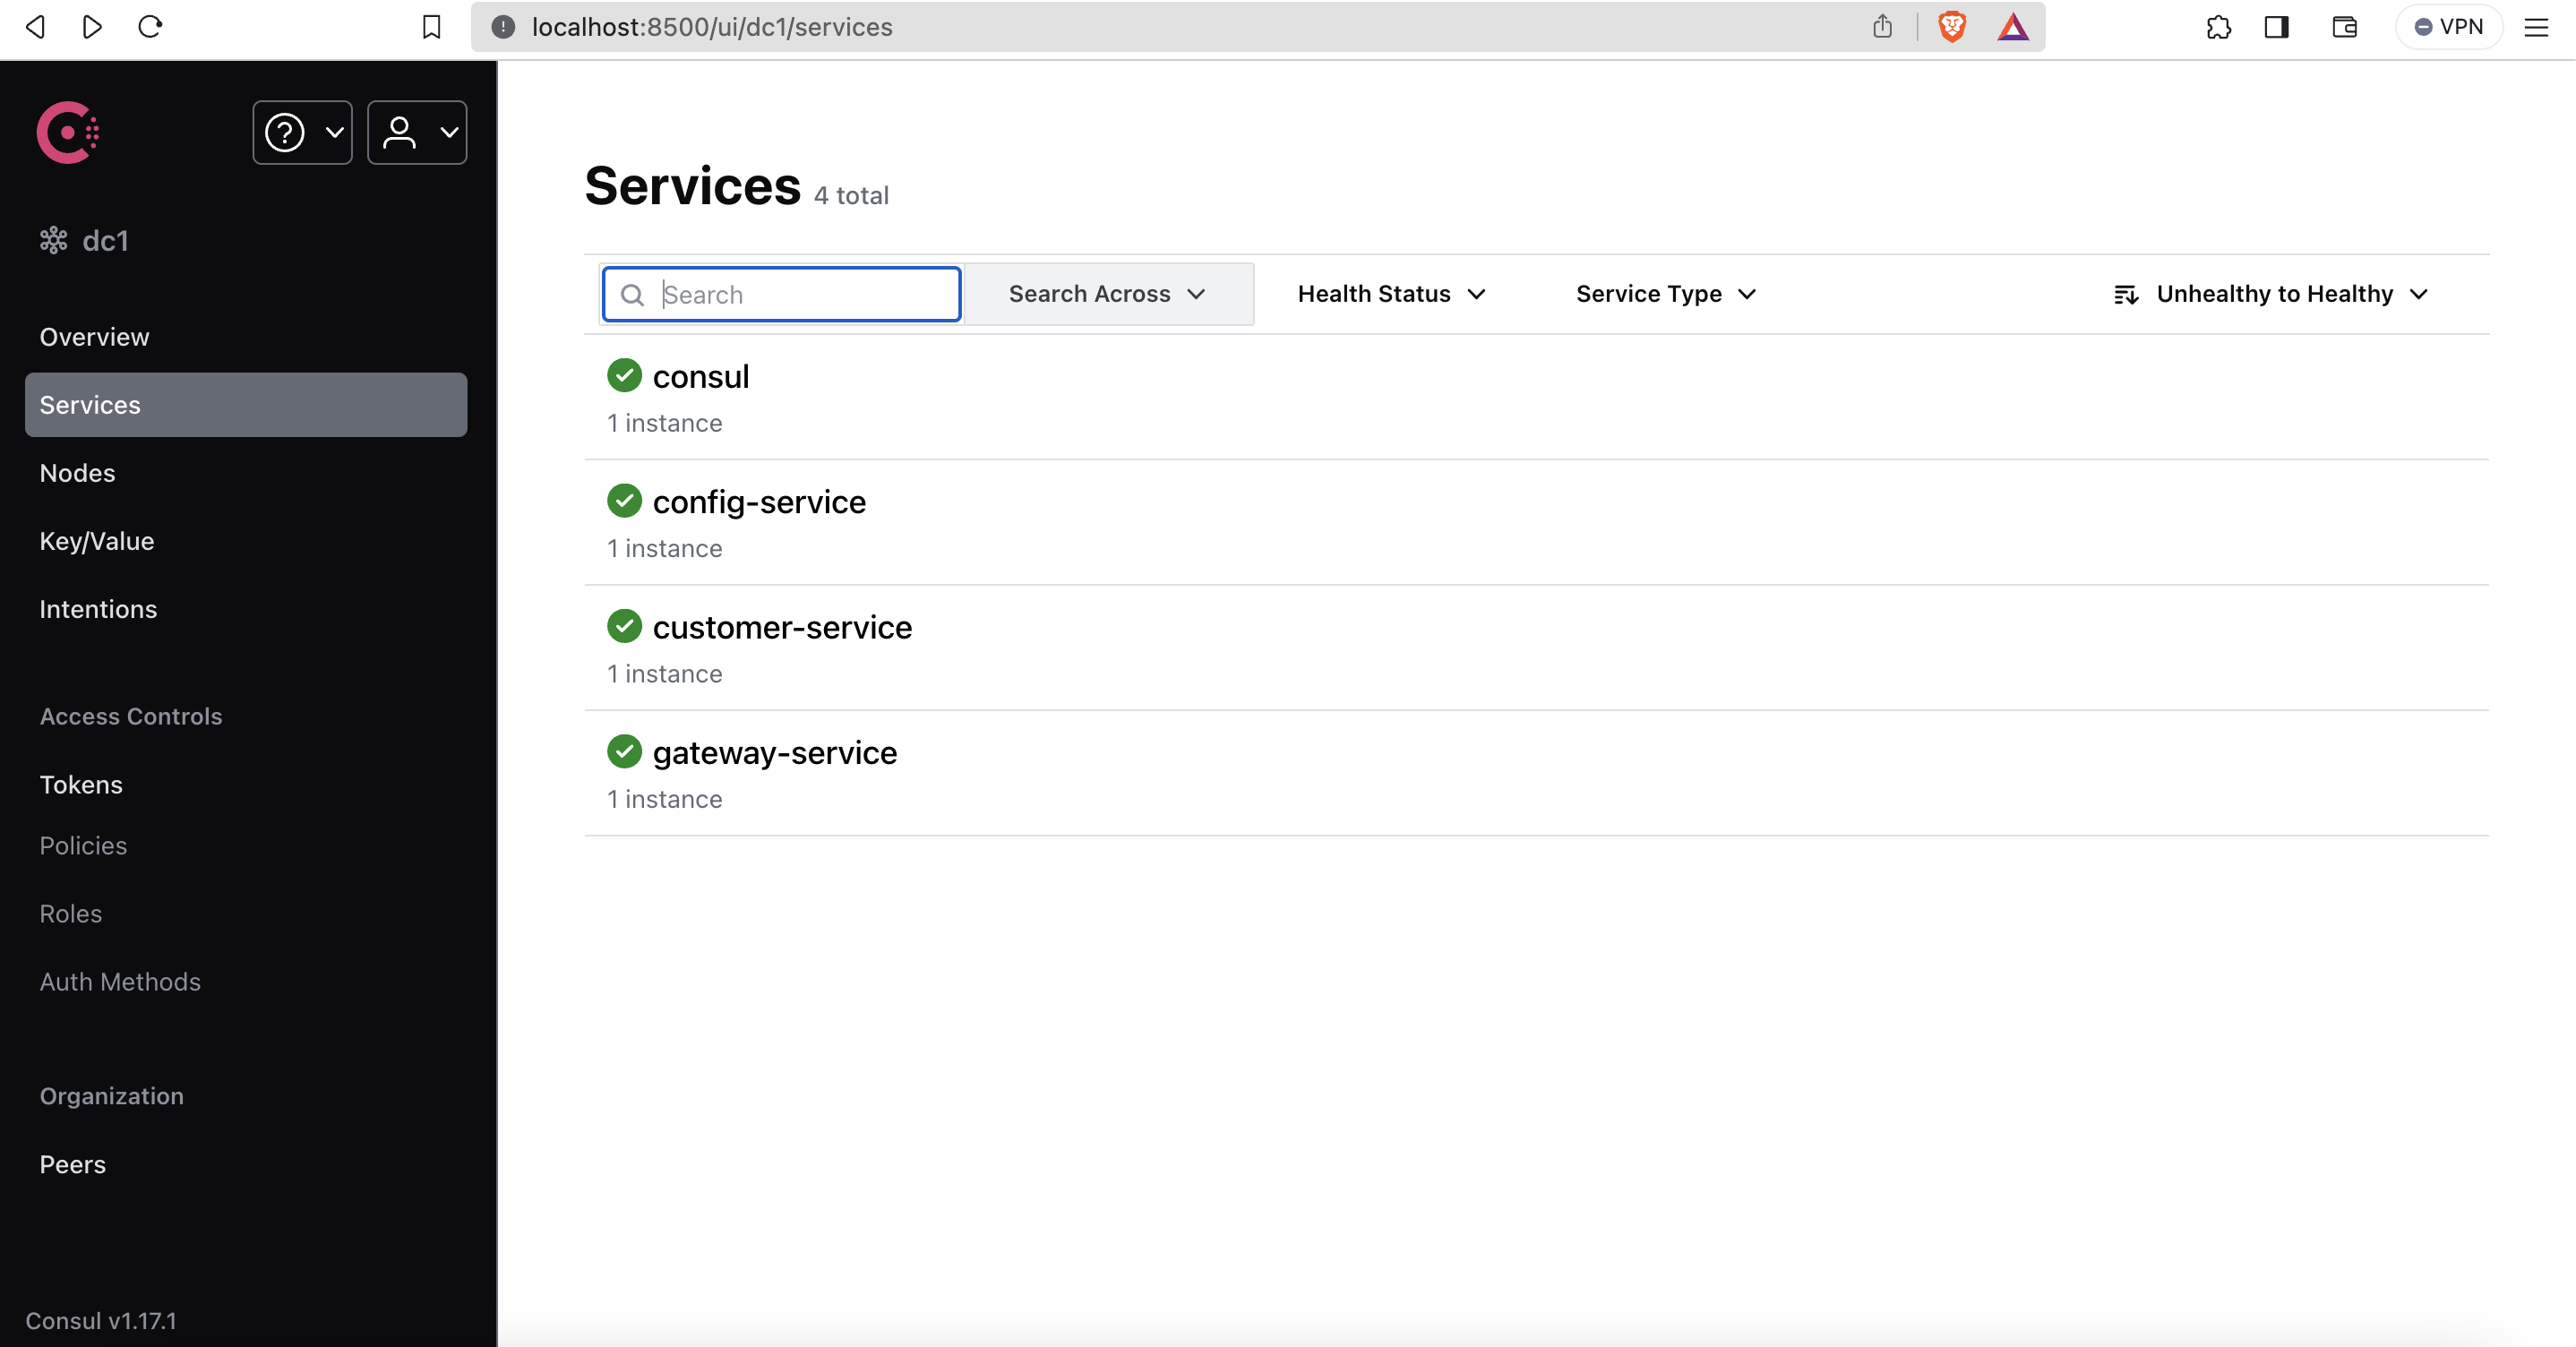 localhost:8500/ui/dc1/services
VPN
dc1
Overview
Services
Nodes
Key/Value
Intentions
Access Controls
Tokens
Policies
Roles
Auth Methods
Organization
Peers
Consul v1.17.1
Services 4 total
Search
Search Across
Health Status
Service Type
Unhealthy to Healthy
consul
1 instance
config-service
1 instance
customer-service
1 instance
gateway-service
1 instance